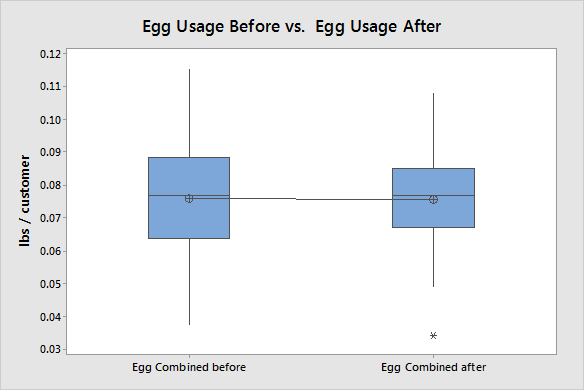 Egg Usage Before vs.  Egg Usage After
lbs / customer
0.12
0.11
0.10
0.09
0.08
0.07
0.06
0.05
0.04
0.03
Egg Combined before
Egg Combined after